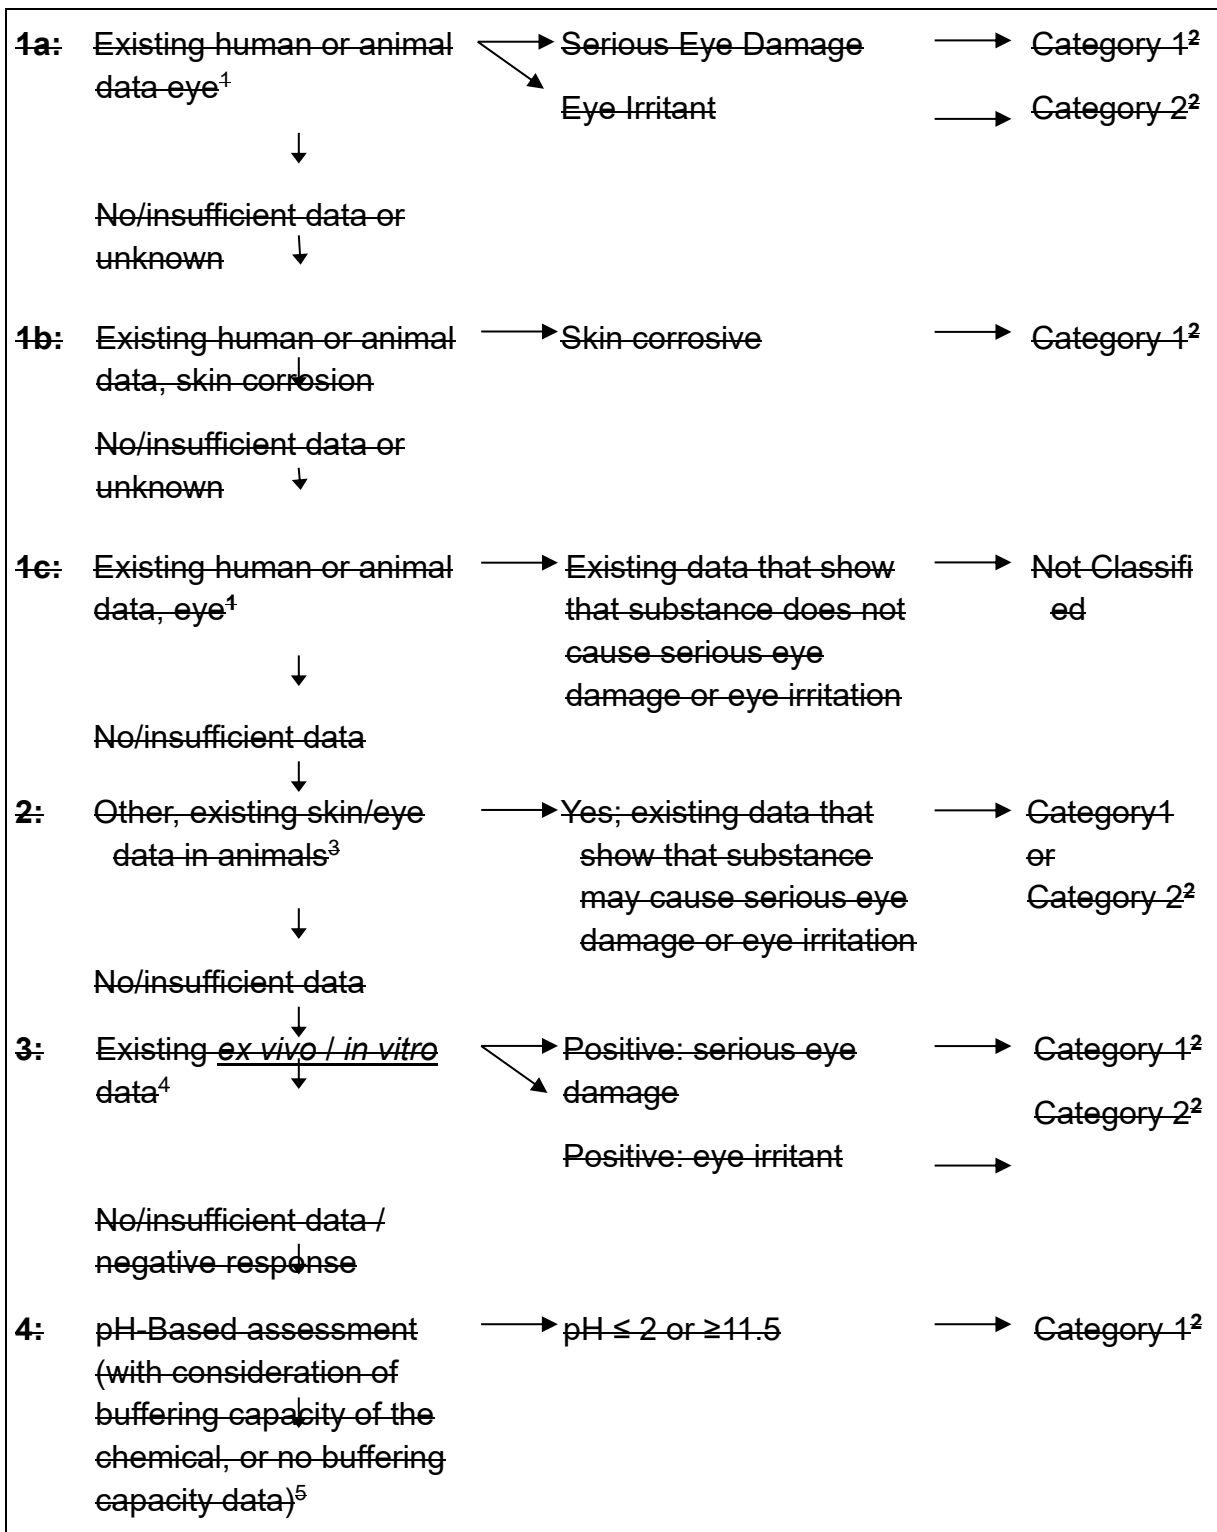 1a: Existing human or animal Serious Eye Damage Category 1²
data eye¹
Eye Irritant Category 2²
No/insufficient data or
unknown
1b: Existing human or animal Skin corrosive Category 1²
data, skin corrosion
No/insufficient data or
unknown
1c: Existing human or animal Existing data that show Not Classifi
data, eye¹ that substance does not ed
cause serious eye
damage or eye irritation
No/insufficient data
2: Other, existing skin/eye Yes; existing data that Category1
data in animals³ show that substance or
may cause serious eye Category 2²
damage or eye irritation
No/insufficient data
3: Existing ex vivo / in vitro Positive: serious eye Category 1²
data⁴ damage
Category 2²
Positive: eye irritant
No/insufficient data /
negative response
4: pH-Based assessment pH ≤ 2 or ≥11.5 Category 1²
(with consideration of
buffering capacity of the
chemical, or no buffering
capacity data)⁵